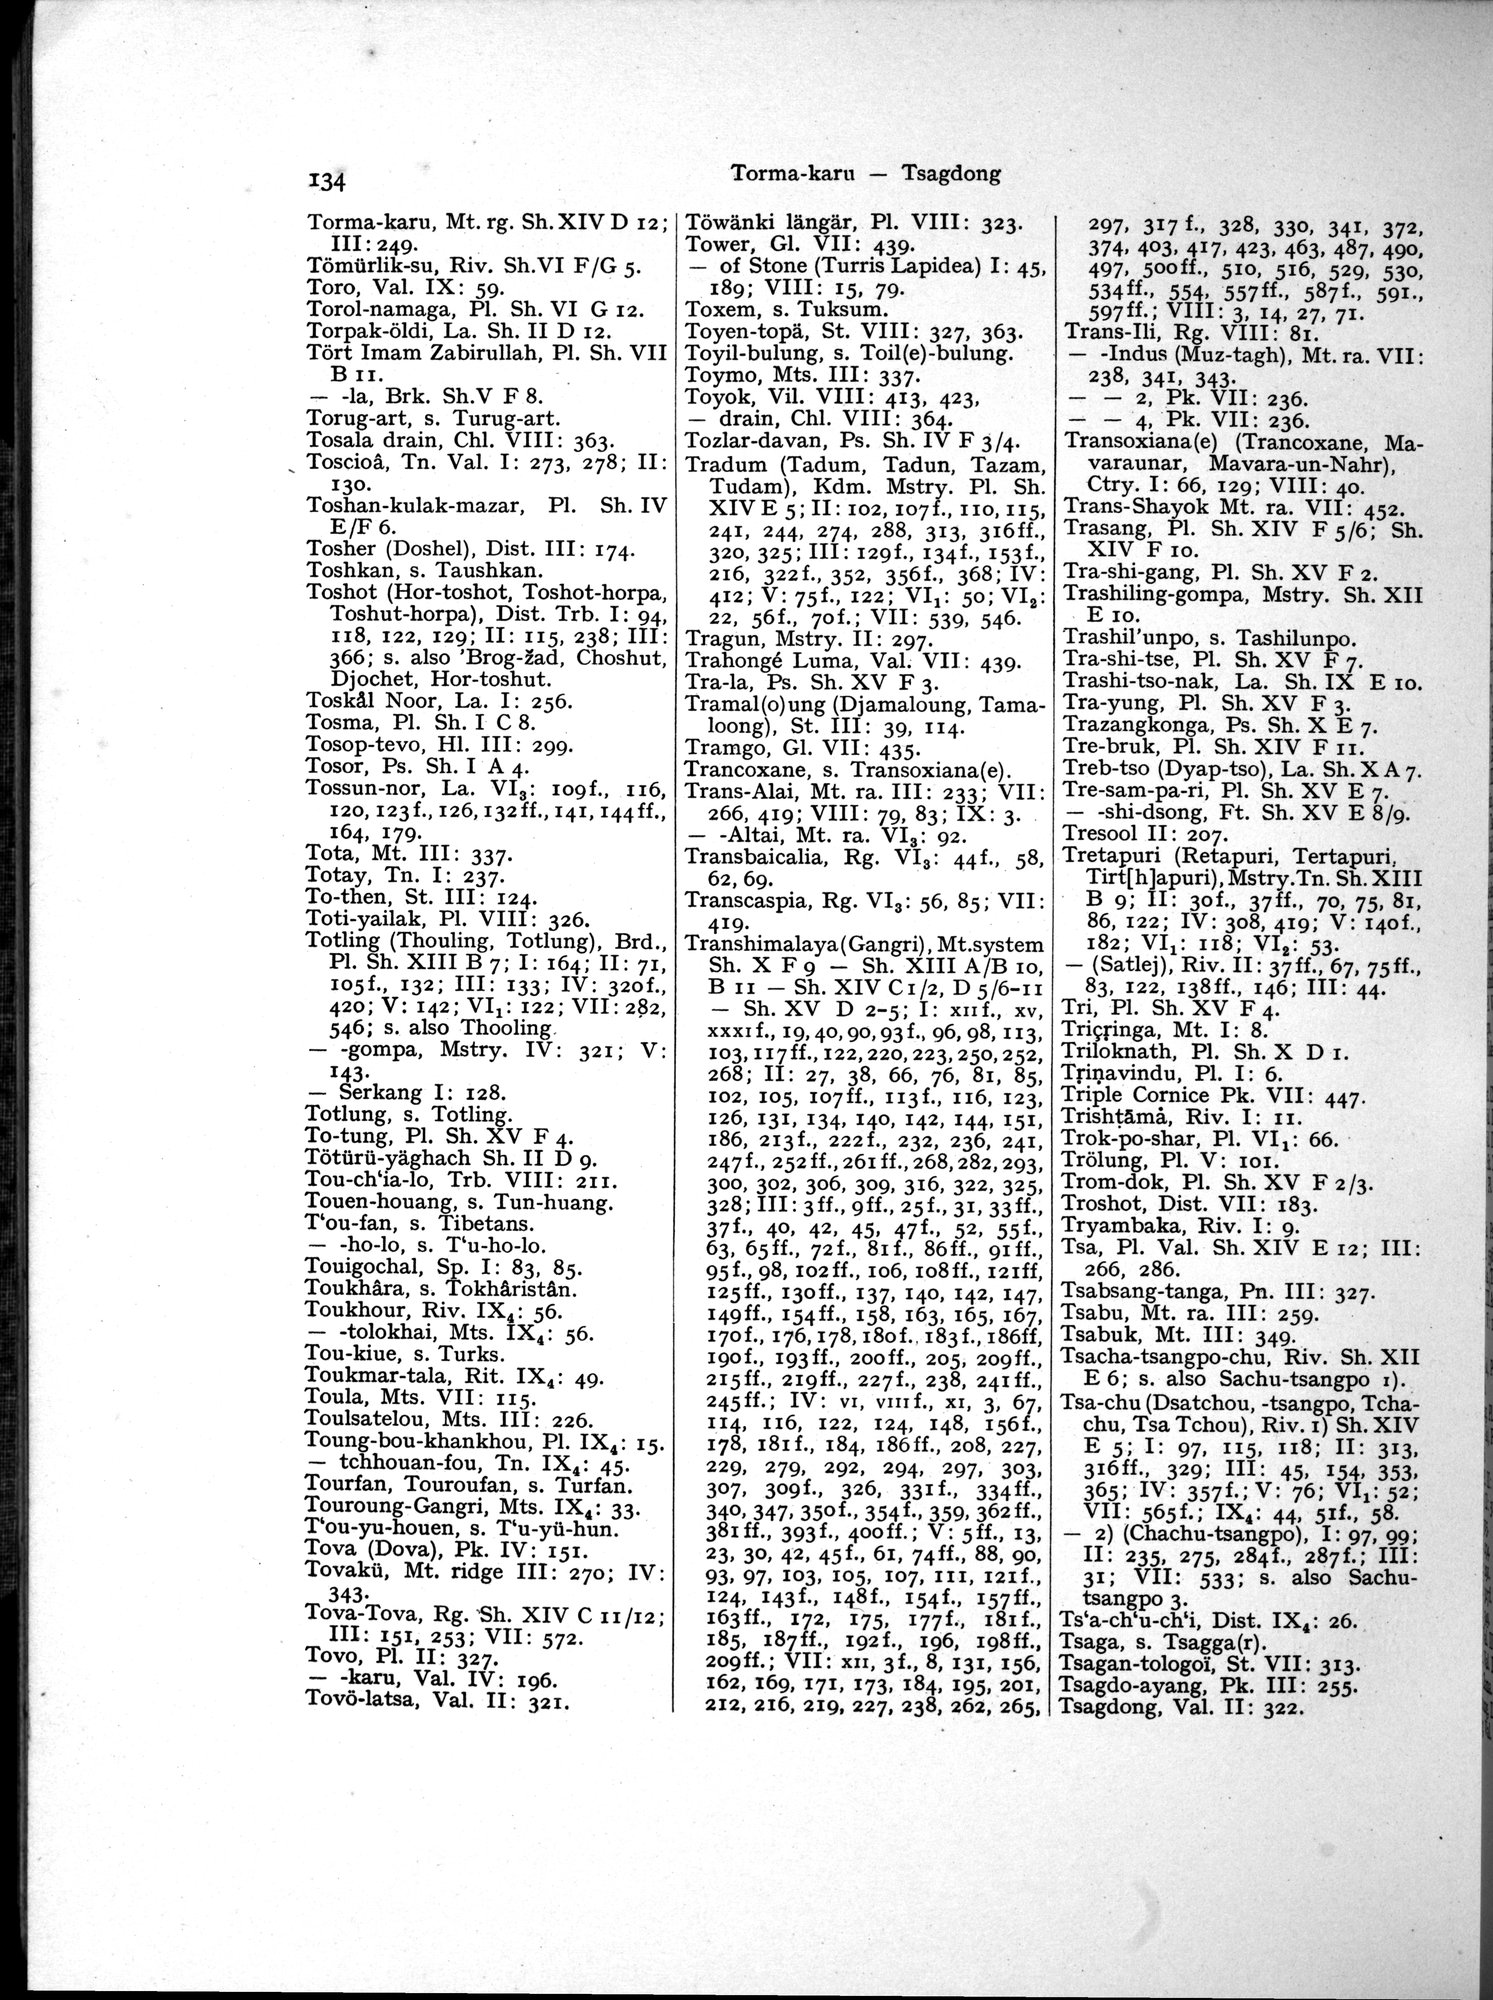 134
Torma-karu — Tsagdong
Torma-karu, Mt. rg. Sh. XIV D 12;
III: 249.
Tömürlik-su, Riv. Sh.VI F/G 5.
Toro, Val. IX: 59.
Torol-namaga, Pl. Sh. VI G 12.
Torpak-öldi, La. Sh. II D 12.
Tört Imam Zabirullah, Pl. Sh. VII
B 11.
— -la, Brk. Sh.V F 8.
Torug-art, s. Turug-art.
Tosala drain, Chl. VIII: 363.
Toscioâ, Tn. Val. I: 273, 278; II:
130.
Toshan-kulak-mazar, Pl. Sh. IV
E/F 6.
Tosher (Doshel), Dist. III: 174.
Toshkan, s. Taushkan.
Toshot (Hor-toshot, Toshot-horpa,
Toshut-horpa), Dist. Trb. I: 94,
118, 122, 129; II: 115, 238; III:
366; s. also 'Brog-žad, Choshut,
Djochet, Hor-toshut.
Toskål Noor, La. I: 256.
Tosma, Pl. Sh. I C 8.
Tosop-tevo, Hl. III: 299.
Tosor, Ps. Sh. I A 4.
Tossun-nor, La. VI₃: 109f., 116,
120, 123f., 126, 132ff., 141, 144ff.,
164, 179.
Tota, Mt. III: 337.
Totay, Tn. I: 237.
To-then, St. III: 124.
Toti-yailak, Pl. VIII: 326.
Totling (Thouling, Totlung), Brd.,
Pl. Sh. XIII B 7; I: 164; II: 71,
105f., 132; III: 133; IV: 320f.,
420; V: 142; VI₁: 122; VII: 282,
546; s. also Thooling.
— -gompa, Mstry. IV: 321; V:
143.
— Serkang I: 128.
Totlung, s. Totling.
To-tung, Pl. Sh. XV F 4.
Tötürü-yäghach Sh. II D 9.
Tou-ch‘ia-lo, Trb. VIII: 211.
Touen-houang, s. Tun-huang.
T‘ou-fan, s. Tibetans.
— -ho-lo, s. T‘u-ho-lo.
Touigochal, Sp. I: 83, 85.
Toukhâra, s. Tokhâristân.
Toukhour, Riv. IX₄: 56.
— -tolokhai, Mts. IX₄: 56.
Tou-kiue, s. Turks.
Toukmar-tala, Rit. IX₄: 49.
Toula, Mts. VII: 115.
Toulsatelou, Mts. III: 226.
Toung-bou-khankhou, Pl. IX₄: 15.
— tchhouan-fou, Tn. IX₄: 45.
Tourfan, Touroufan, s. Turfan.
Touroung-Gangri, Mts. IX₄: 33.
T‘ou-yu-houen, s. T‘u-yü-hun.
Tova (Dova), Pk. IV: 151.
Tovakü, Mt. ridge III: 270; IV:
343.
Tova-Tova, Rg. Sh. XIV C 11/12;
III: 151, 253; VII: 572.
Tovo, Pl. II: 327.
— -karu, Val. IV: 196.
Tovö-latsa, Val. II: 321.
Töwänki längär, Pl. VIII: 323.
Tower, Gl. VII: 439.
— of Stone (Turris Lapidea) I: 45,
189; VIII: 15, 79.
Toxem, s. Tuksum.
Toyen-topä, St. VIII: 327, 363.
Toyil-bulung, s. Toil(e)-bulung.
Toymo, Mts. III: 337.
Toyok, Vil. VIII: 413, 423,
— drain, Chl. VIII: 364.
Tozlar-davan, Ps. Sh. IV F 3/4.
Tradum (Tadum, Tadun, Tazam,
Tudam), Kdm. Mstry. Pl. Sh.
XIV E 5; II: 102, 107f., 110, 115,
241, 244, 274, 288, 313, 316ff.,
320, 325; III: 129f., 134f., 153f.,
216, 322f., 352, 356f., 368; IV:
412; V: 75f., 122; VI₁: 50; VI₂:
22, 56f., 70f.; VII: 539, 546.
Tragun, Mstry. II: 297.
Trahongé Luma, Val. VII: 439.
Tra-la, Ps. Sh. XV F 3.
Tramal(o)ung (Djamaloung, Tama-
loong), St. III: 39, 114.
Tramgo, Gl. VII: 435.
Trancoxane, s. Transoxiana(e).
Trans-Alai, Mt. ra. III: 233; VII:
266, 419; VIII: 79, 83; IX: 3.
— -Altai, Mt. ra. VI₃: 92.
Transbaicalia, Rg. VI₃: 44f., 58,
62, 69.
Transcaspia, Rg. VI₃: 56, 85; VII:
419.
Transhimalaya (Gangri), Mt.system
Sh. X F 9 — Sh. XIII A/B 10,
B 11 — Sh. XIV C 1/2, D 5/6-11
— Sh. XV D 2-5; I: XIIf., XV,
XXXIf., 19, 40, 90, 93f., 96, 98, 113,
103, 117ff., 122, 220, 223, 250, 252,
268; II: 27, 38, 66, 76, 81, 85,
102, 105, 107ff., 113f., 116, 123,
126, 131, 134, 140, 142, 144, 151,
186, 213f., 222f., 232, 236, 241,
247f., 252ff., 261ff., 268, 282, 293,
300, 302, 306, 309, 316, 322, 325,
328; III: 3ff., 9ff., 25f., 31, 33ff.,
37f., 40, 42, 45, 47f., 52, 55f.,
63, 65ff., 72f., 81f., 86ff., 91ff.,
95f., 98, 102ff., 106, 108ff., 121ff,
125ff., 130ff., 137, 140, 142, 147,
149ff., 154ff., 158, 163, 165, 167,
170f., 176, 178, 180f., 183f., 186ff,
190f., 193ff., 200ff., 205, 209ff.,
215ff., 219ff., 227f., 238, 241ff.,
245ff.; IV: VI, VIIIf., XI, 3, 67,
114, 116, 122, 124, 148, 156f.,
178, 181f., 184, 186ff., 208, 227,
229, 279, 292, 294, 297, 303,
307, 309f., 326, 331f., 334ff.,
340, 347, 350f., 354f., 359, 362ff.,
381ff., 393f., 400ff.; V: 5ff., 13,
23, 30, 42, 45f., 61, 74ff., 88, 90,
93, 97, 103, 105, 107, 111, 121f.,
124, 143f., 148f., 154f., 157ff.,
163ff., 172, 175, 177f., 181f.,
185, 187ff., 192f., 196, 198ff.,
209ff.; VII: XII, 3f., 8, 131, 156,
162, 169, 171, 173, 184, 195, 201,
212, 216, 219, 227, 238, 262, 265,
297, 317 f., 328, 330, 341, 372,
374, 403, 417, 423, 463, 487, 490,
497, 500ff., 510, 516, 529, 530,
534ff., 554, 557ff., 587f., 591.,
597ff.; VIII: 3, 14, 27, 71.
Trans-Ili, Rg. VIII: 81.
— -Indus (Muz-tagh), Mt. ra. VII:
238, 341, 343.
— — 2, Pk. VII: 236.
— — 4, Pk. VII: 236.
Transoxiana(e) (Trancoxane, Ma-
varaunar, Mavara-un-Nahr),
Ctry. I: 66, 129; VIII: 40.
Trans-Shayok Mt. ra. VII: 452.
Trasang, Pl. Sh. XIV F 5/6; Sh.
XIV F 10.
Tra-shi-gang, Pl. Sh. XV F 2.
Trashiling-gompa, Mstry. Sh. XII
E 10.
Trashil'unpo, s. Tashilunpo.
Tra-shi-tse, Pl. Sh. XV F 7.
Trashi-tso-nak, La. Sh. IX E 10.
Tra-yung, Pl. Sh. XV F 3.
Trazangkonga, Ps. Sh. X E 7.
Tre-bruk, Pl. Sh. XIV F 11.
Treb-tso (Dyap-tso), La. Sh. X A 7.
Tre-sam-pa-ri, Pl. Sh. XV E 7.
— -shi-dsong, Ft. Sh. XV E 8/9.
Tresool II: 207.
Tretapuri (Retapuri, Tertapuri,
Tirt[h]apuri), Mstry.Tn. Sh. XIII
B 9; II: 30f., 37ff., 70, 75, 81,
86, 122; IV: 308, 419; V: 140f.,
182; VI₁: 118; VI₂: 53.
— (Satlej), Riv. II: 37ff., 67, 75ff.,
83, 122, 138ff., 146; III: 44.
Tri, Pl. Sh. XV F 4.
Triçṛinga, Mt. I: 8.
Triloknath, Pl. Sh. X D 1.
Tṛiṇavindu, Pl. I: 6.
Triple Cornice Pk. VII: 447.
Trishṭāmå, Riv. I: 11.
Trok-po-shar, Pl. VI₁: 66.
Trölung, Pl. V: 101.
Trom-dok, Pl. Sh. XV F 2/3.
Troshot, Dist. VII: 183.
Tryambaka, Riv. I: 9.
Tsa, Pl. Val. Sh. XIV E 12; III:
266, 286.
Tsabsang-tanga, Pn. III: 327.
Tsabu, Mt. ra. III: 259.
Tsabuk, Mt. III: 349.
Tsacha-tsangpo-chu, Riv. Sh. XII
E 6; s. also Sachu-tsangpo 1).
Tsa-chu (Dsatchou, -tsangpo, Tcha-
chu, Tsa Tchou), Riv. 1) Sh. XIV
E 5; I: 97, 115, 118; II: 313,
316ff., 329; III: 45, 154, 353,
365; IV: 357f.; V: 76; VI₁: 52;
VII: 565f.; IX₄: 44, 51f., 58.
— 2) (Chachu-tsangpo), I: 97, 99;
II: 235, 275, 284f., 287f.; III:
31; VII: 533; s. also Sachu-
tsangpo 3.
Ts‘a-ch‘u-ch‘i, Dist. IX₄: 26.
Tsaga, s. Tsagga(r).
Tsagan-tologoï, St. VII: 313.
Tsagdo-ayang, Pk. III: 255.
Tsagdong, Val. II: 322.